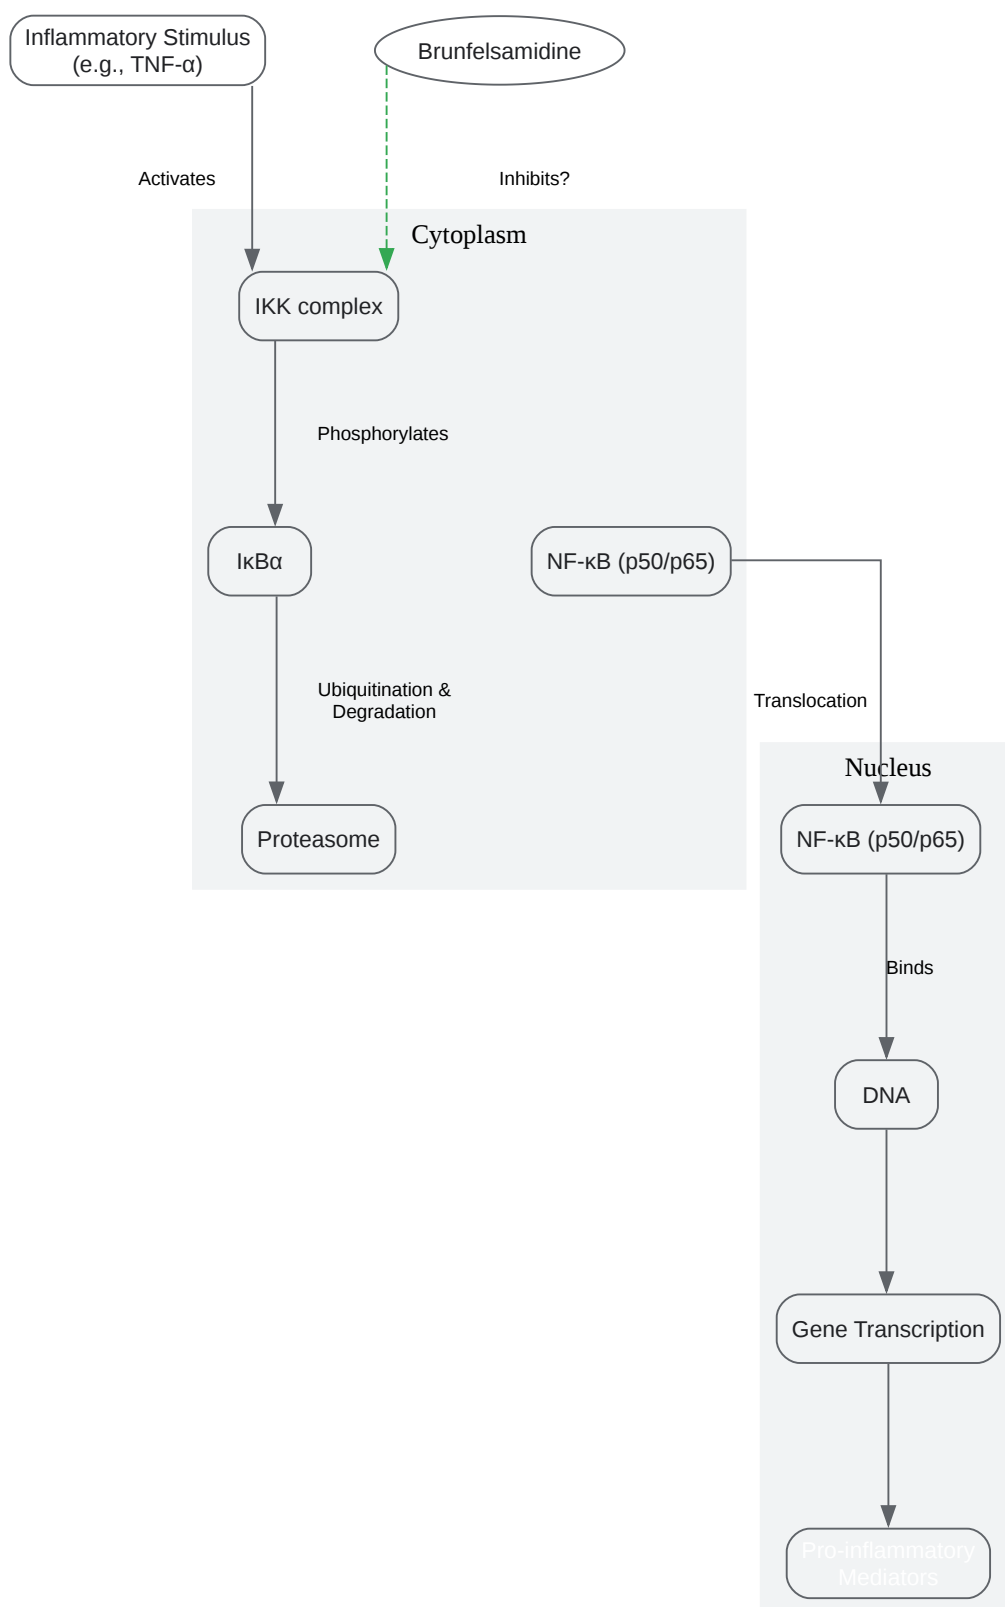 Inflammatory Stimulus
(e.g., TNF-α)
Brunfelsamidine
Activates
Inhibits?
Cytoplasm
IKK complex
Phosphorylates
IκBα
NF-κB (p50/p65)
Ubiquitination &
Degradation
Translocation
Nucleus
Proteasome
NF-κB (p50/p65)
Binds
DNA
Gene Transcription
Pro-inflammatory
Mediators